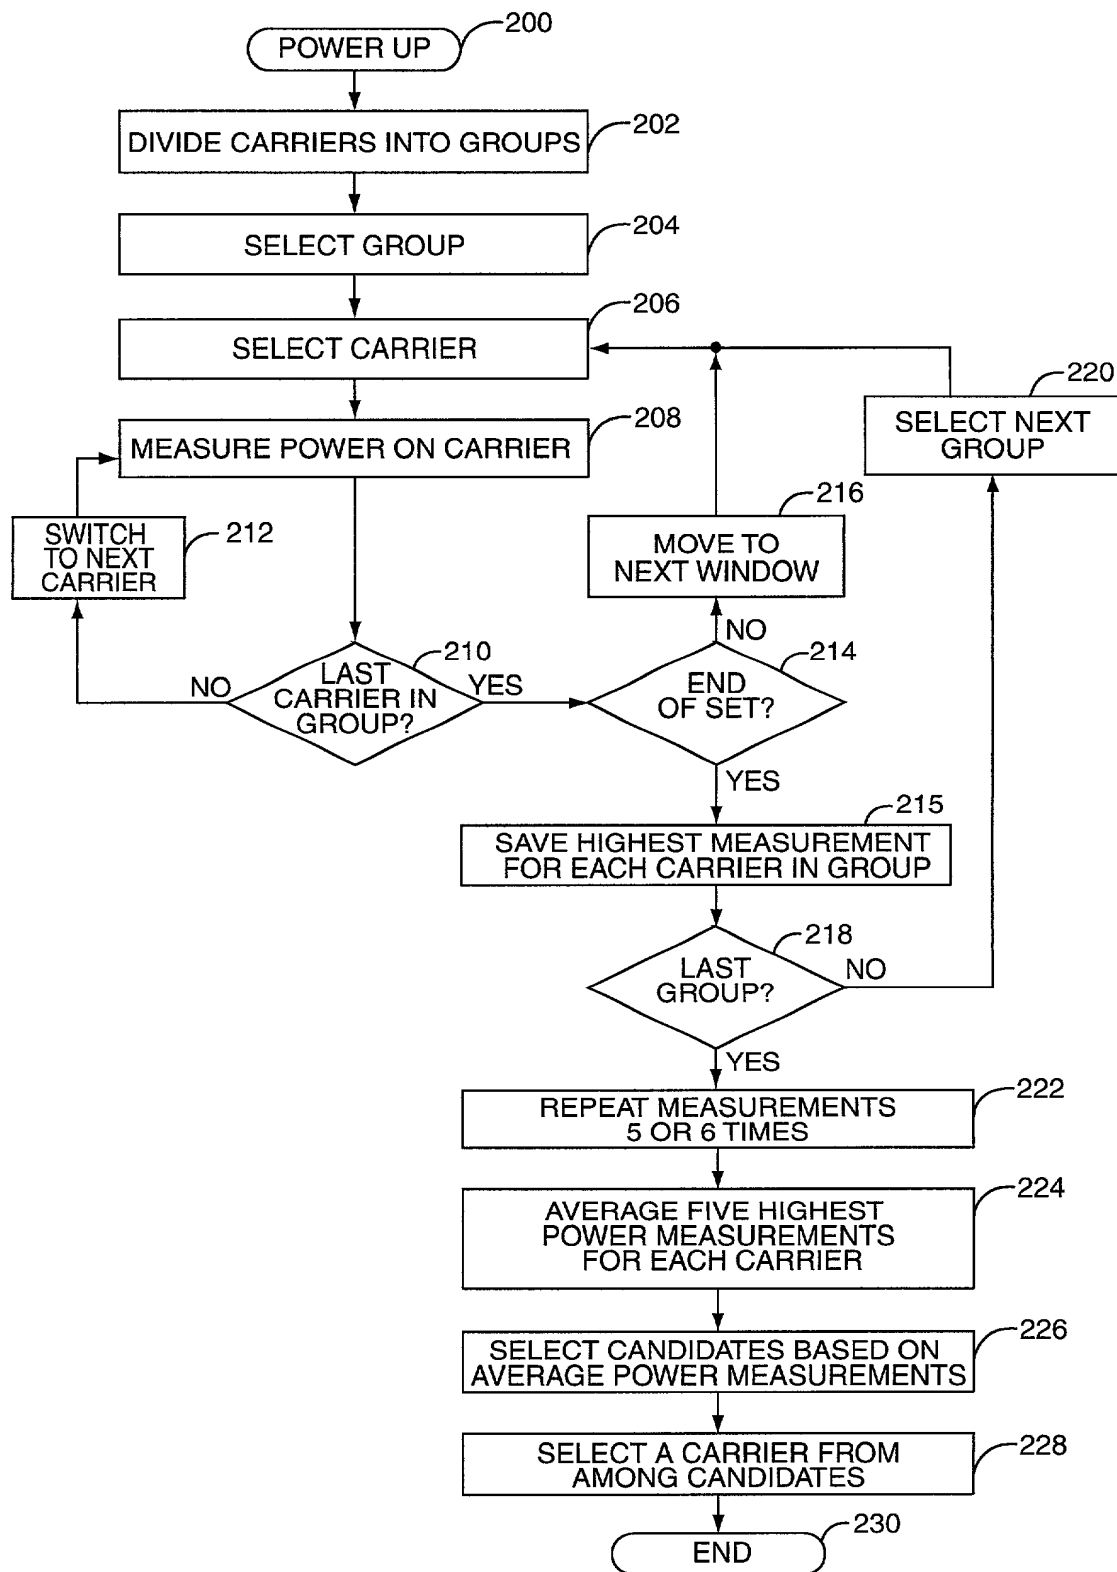 200
POWER UP
202
DIVIDE CARRIERS INTO GROUPS
204
SELECT GROUP
206
SELECT CARRIER
220
SELECT NEXT
GROUP
208
MEASURE POWER ON CARRIER
216
MOVE TO
NEXT WINDOW
212
SWITCH
TO NEXT
CARRIER
NO
210
LAST
CARRIER IN
GROUP?
NO
YES
214
END
OF SET?
YES
215
SAVE HIGHEST MEASUREMENT
FOR EACH CARRIER IN GROUP
218
LAST
GROUP?
NO
YES
222
REPEAT MEASUREMENTS
5 OR 6 TIMES
224
AVERAGE FIVE HIGHEST
POWER MEASUREMENTS
FOR EACH CARRIER
226
SELECT CANDIDATES BASED ON
AVERAGE POWER MEASUREMENTS
228
SELECT A CARRIER FROM
AMONG CANDIDATES
230
END